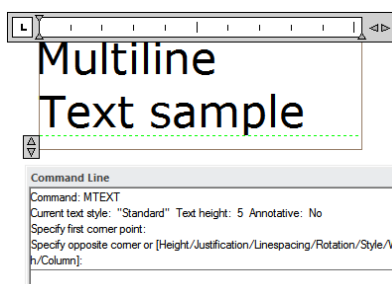 L
Multiline
Text sample
Command Line
Command: MTEXT
Current text style:  "Standard"  Text height:  5  Annotative:  No
Specify first corner point:
Specify opposite corner or [Height/Justification/Linespacing/Rotation/Style/
h/Column]: